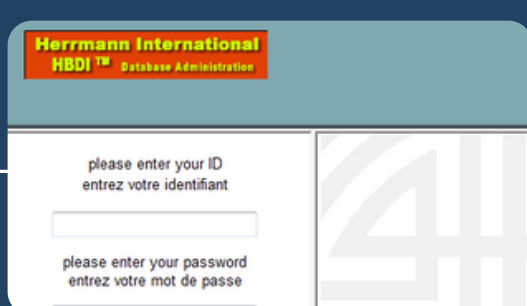 Herrmann International
HBDI ™ Database Administration
please enter your ID
entrez votre identifiant
please enter your password
entrez votre mot de passe